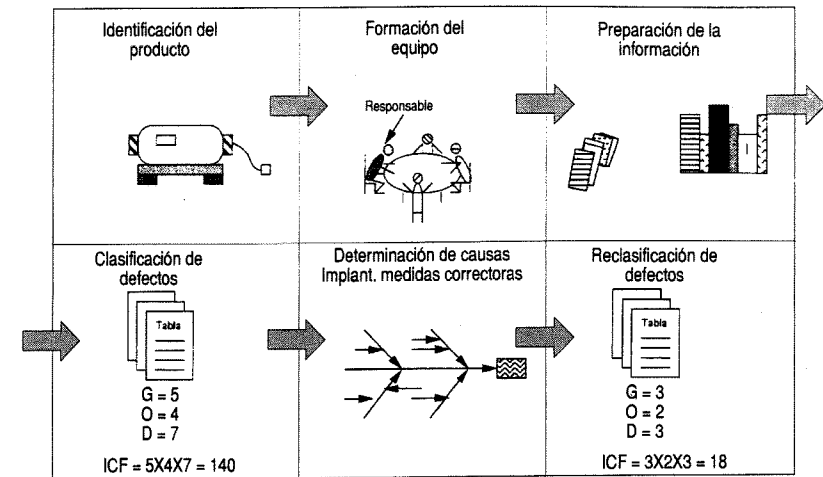 Identificación del
producto
Formación del
equipo
Responsable
Preparación de la
información
Clasificación de
defectos
Tabla
G = 5
O = 4
D = 7
ICF = 5X4X7 = 140
Determinación de causas
Implant. medidas correctoras
Reclasificación de
defectos
Tabla
G = 3
O = 2
D = 3
ICF = 3X2X3 = 18